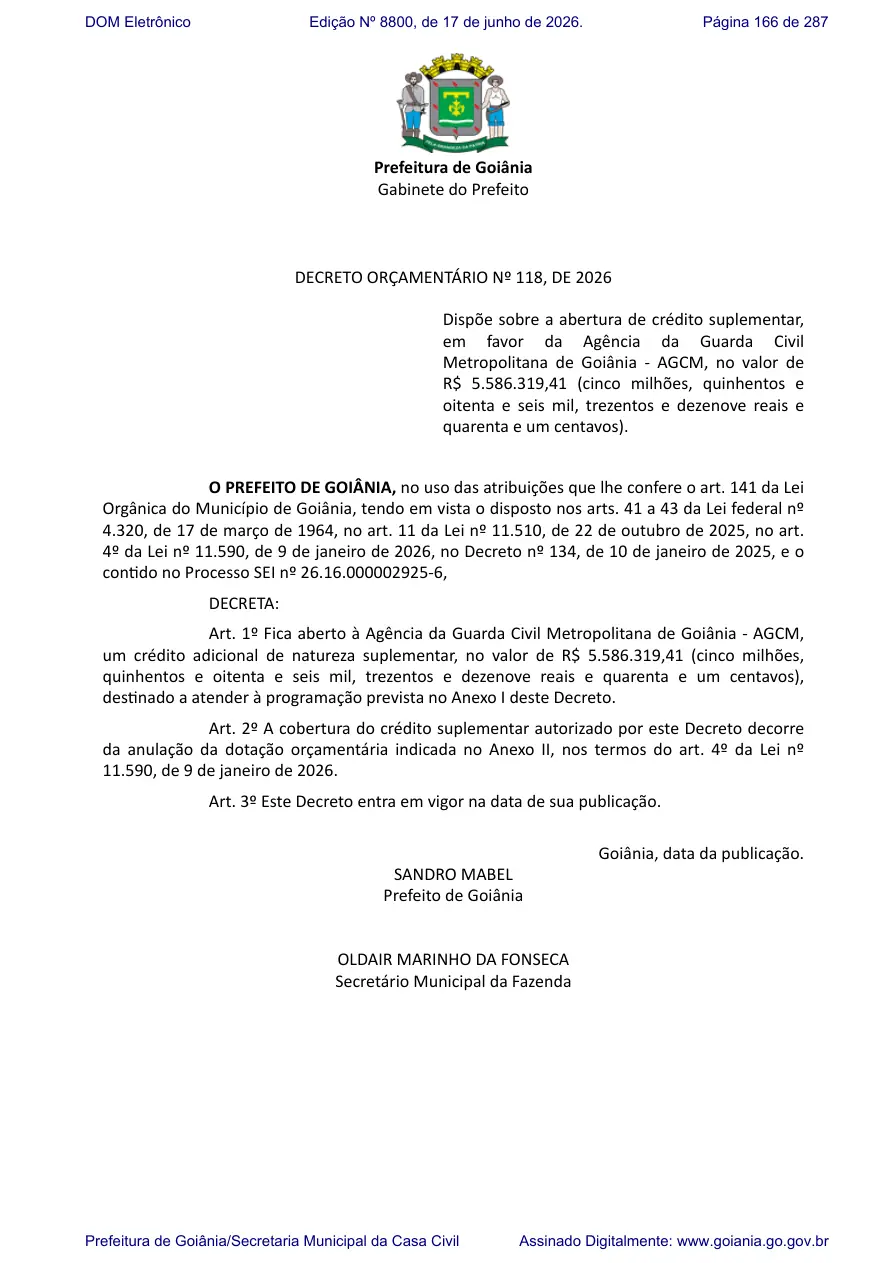 DOM Eletrônico Edição Nº 8800, de 17 de junho de 2026. Página 166 de 287
Prefeitura de Goiânia
Gabinete do Prefeito
DECRETO ORÇAMENTÁRIO Nº 118, DE 2026
Dispõe sobre a abertura de crédito suplementar,
em favor da Agência da Guarda Civil
Metropolitana de Goiânia - AGCM, no valor de
R$ 5.586.319,41 (cinco milhões, quinhentos e
oitenta e seis mil, trezentos e dezenove reais e
quarenta e um centavos).
O PREFEITO DE GOIÂNIA, no uso das atribuições que lhe confere o art. 141 da Lei
Orgânica do Município de Goiânia, tendo em vista o disposto nos arts. 41 a 43 da Lei federal nº
4.320, de 17 de março de 1964, no art. 11 da Lei nº 11.510, de 22 de outubro de 2025, no art.
4º da Lei nº 11.590, de 9 de janeiro de 2026, no Decreto nº 134, de 10 de janeiro de 2025, e o
contido no Processo SEI nº 26.16.000002925-6,
DECRETA:
Art. 1º Fica aberto à Agência da Guarda Civil Metropolitana de Goiânia - AGCM,
um crédito adicional de natureza suplementar, no valor de R$ 5.586.319,41 (cinco milhões,
quinhentos e oitenta e seis mil, trezentos e dezenove reais e quarenta e um centavos),
destinado a atender à programação prevista no Anexo I deste Decreto.
Art. 2º A cobertura do crédito suplementar autorizado por este Decreto decorre
da anulação da dotação orçamentária indicada no Anexo II, nos termos do art. 4º da Lei nº
11.590, de 9 de janeiro de 2026.
Art. 3º Este Decreto entra em vigor na data de sua publicação.
Goiânia, data da publicação.
SANDRO MABEL
Prefeito de Goiânia
OLDAIR MARINHO DA FONSECA
Secretário Municipal da Fazenda
Prefeitura de Goiânia/Secretaria Municipal da Casa Civil Assinado Digitalmente: www.goiania.go.gov.br